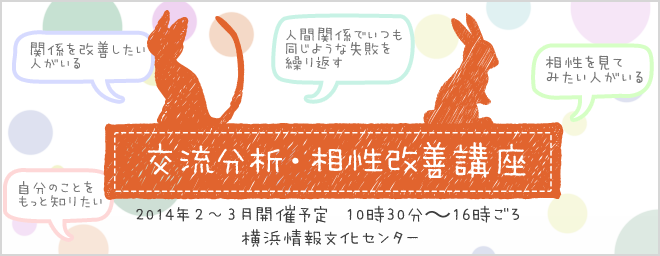 関係を改善したい
人がいる
人間関係でいつも
同じような失敗を
繰り返す
相性を見て
みたい人がいる
交流分析・相性改善講座
自分のことを
もっと知りたい
2014年2～3月開催予定　10時30分～16時ごろ
横浜情報文化センター